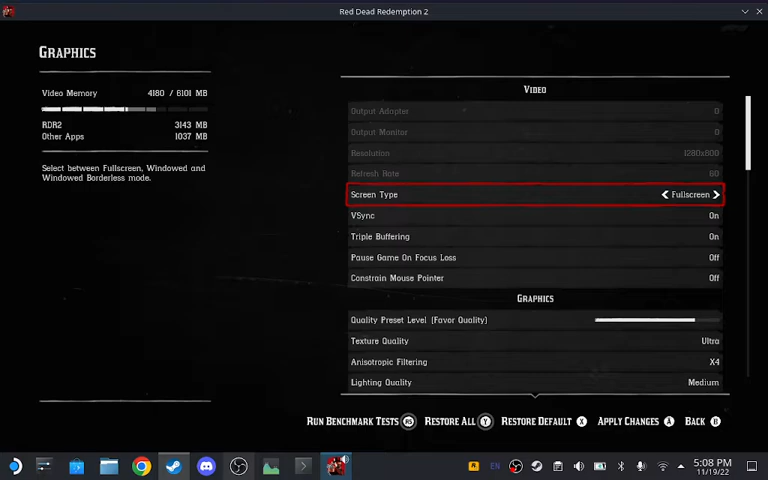 Red Dead Redemption 2
GRAPHICS
Video Memory 4180 / 6101 MB
RDR2 3143 MB
Other Apps 1037 MB
Select between Fullscreen, Windowed and
Windowed Borderless mode.
VIDEO
Output Adapter 0
Output Monitor 0
Resolution 1280x800
Refresh Rate 60
Screen Type Fullscreen
VSync On
Triple Buffering On
Pause Game On Focus Loss Off
Constrain Mouse Pointer Off
GRAPHICS
Quality Preset Level (Favor Quality)
Texture Quality Ultra
Anisotropic Filtering X4
Lighting Quality Medium
RUN BENCHMARK TESTS RS RESTORE ALL Y RESTORE DEFAULT X APPLY CHANGES A BACK B
EN
5:08 PM
11/19/22